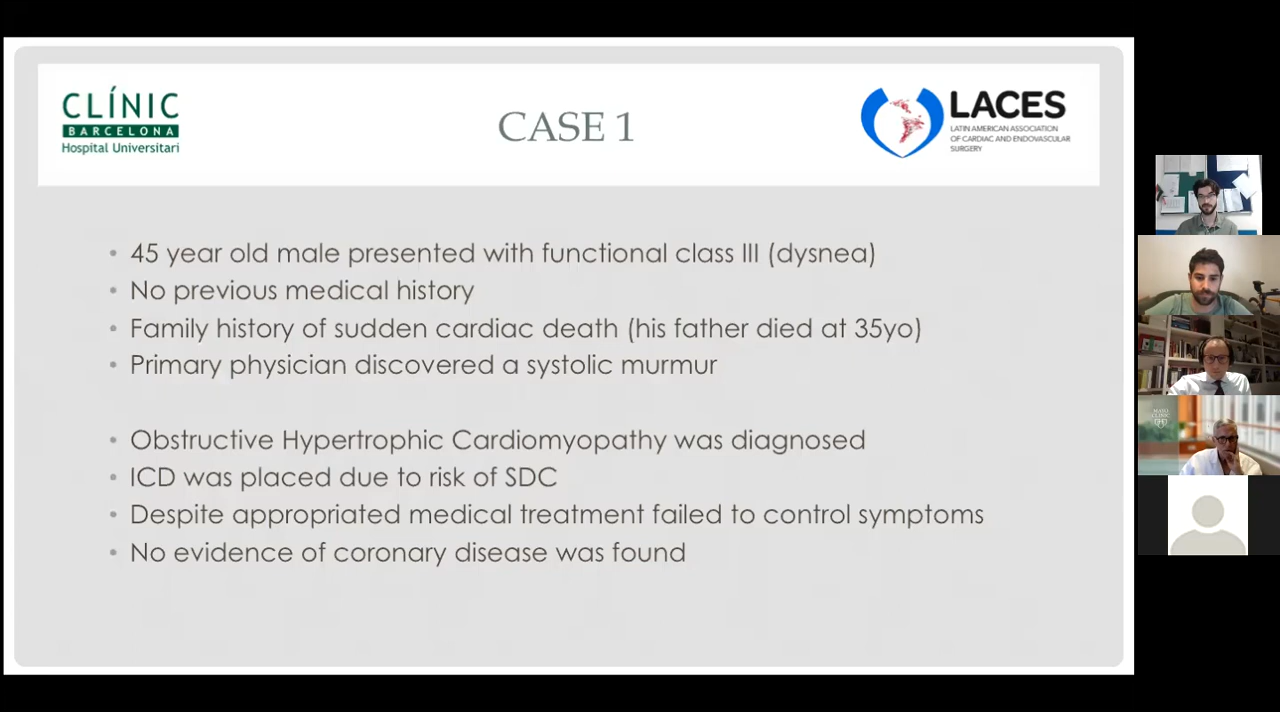 CLÍNIC
BARCELONA
Hospital Universitari
CASE 1
LACES
LATIN AMERICAN ASSOCIATION
OF CARDIAC AND ENDOVASCULAR
SURGERY
• 45 year old male presented with functional class III (dysnea)
• No previous medical history
• Family history of sudden cardiac death (his father died at 35yo)
• Primary physician discovered a systolic murmur
• Obstructive Hypertrophic Cardiomyopathy was diagnosed
• ICD was placed due to risk of SDC
• Despite appropriated medical treatment failed to control symptoms
• No evidence of coronary disease was found
MAYO
CLINIC